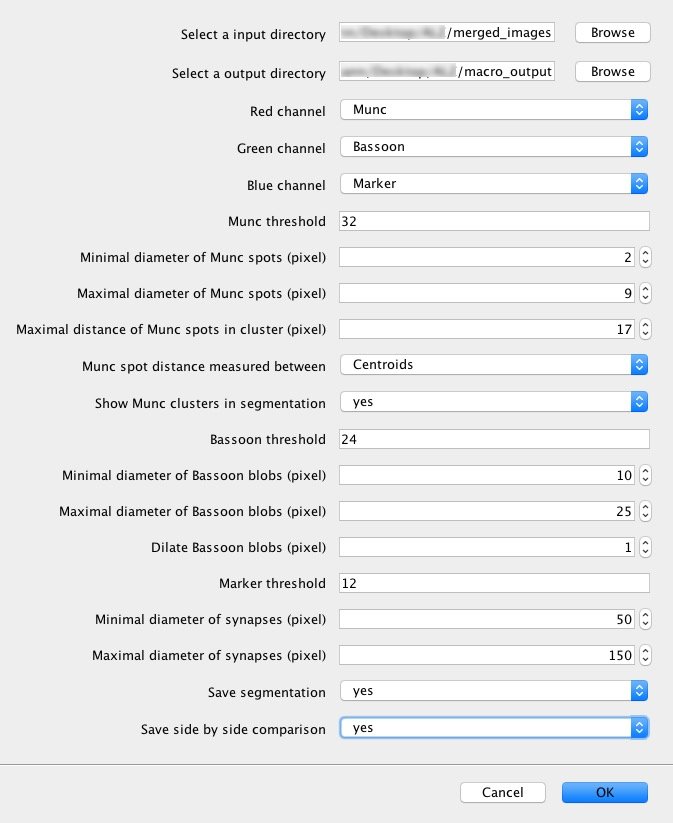 Select a input directory /merged_images Browse
Select a output directory /macro_output Browse
Red channel Munc
Green channel Bassoon
Blue channel Marker
Munc threshold 32
Minimal diameter of Munc spots (pixel) 2
Maximal diameter of Munc spots (pixel) 9
Maximal distance of Munc spots in cluster (pixel) 17
Munc spot distance measured between Centroids
Show Munc clusters in segmentation yes
Bassoon threshold 24
Minimal diameter of Bassoon blobs (pixel) 10
Maximal diameter of Bassoon blobs (pixel) 25
Dilate Bassoon blobs (pixel) 1
Marker threshold 12
Minimal diameter of synapses (pixel) 50
Maximal diameter of synapses (pixel) 150
Save segmentation yes
Save side by side comparison yes
Cancel OK